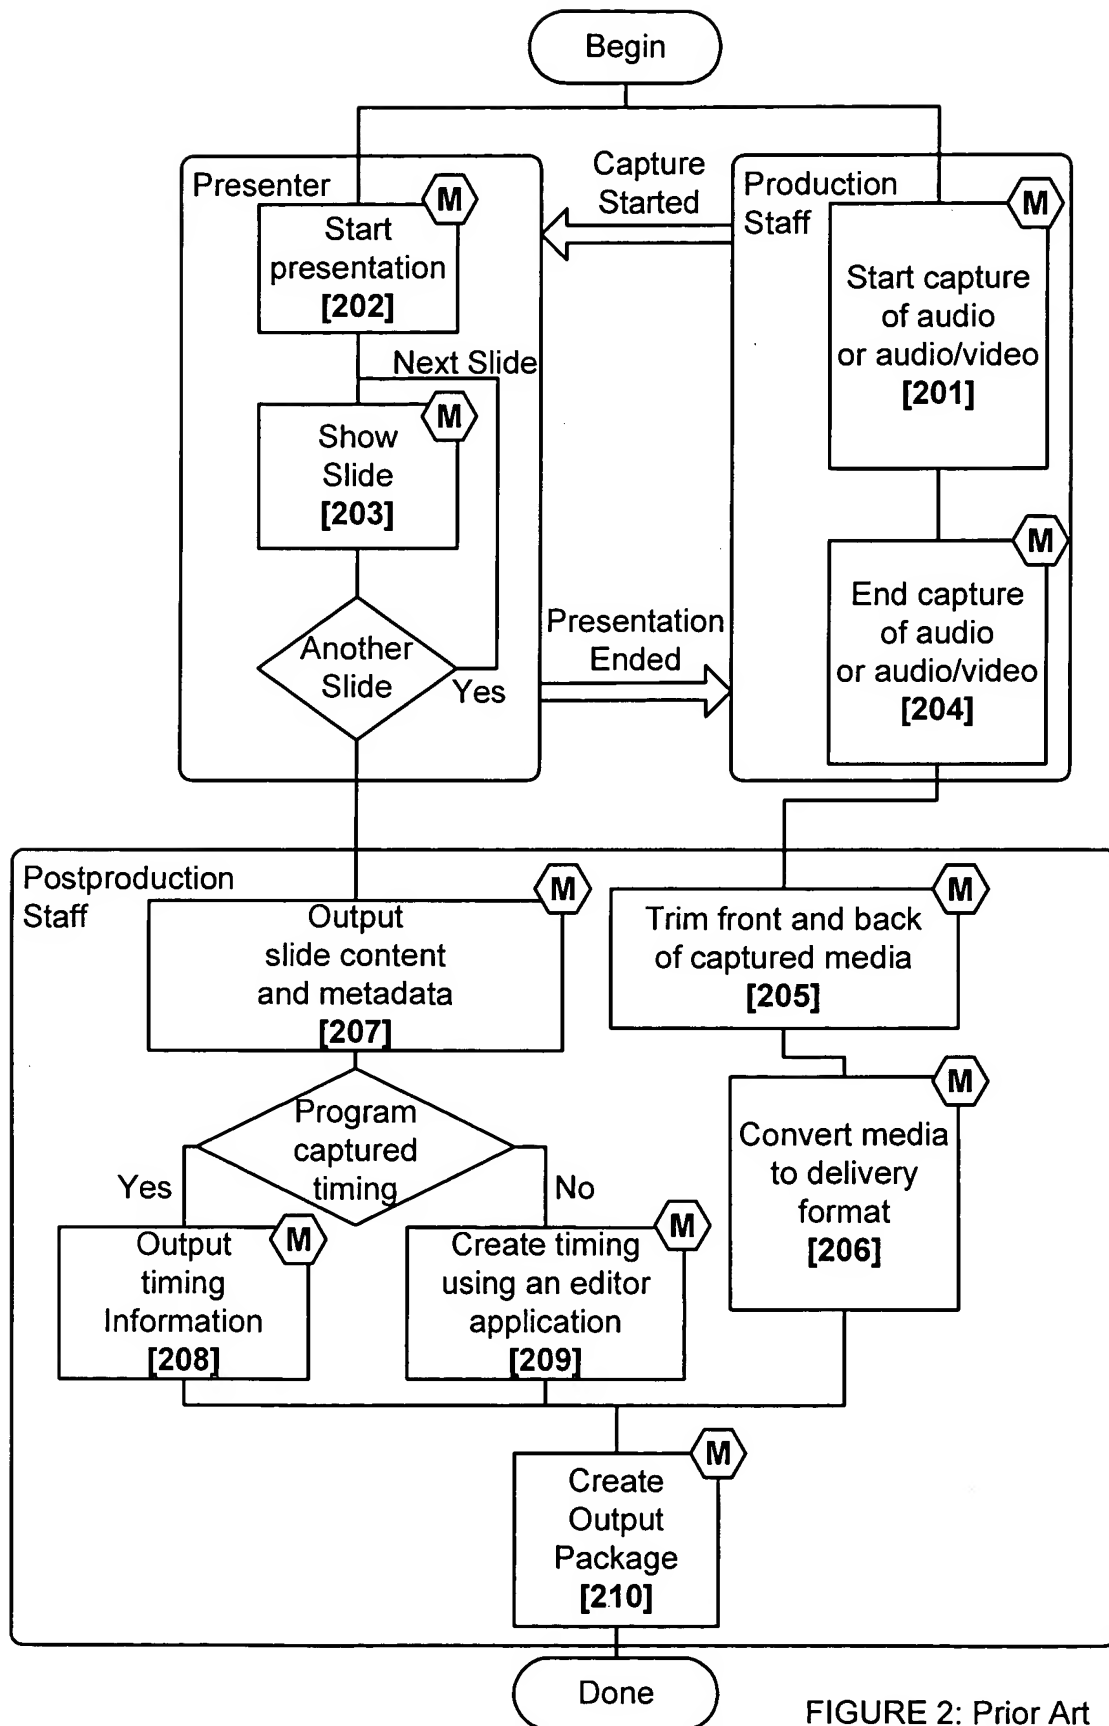 Begin
Presenter
M
Start
presentation
[202]
Next Slide
M
Show
Slide
[203]
Another
Slide
Yes
Capture
Started
Presentation
Ended
Production
Staff
M
Start capture
of audio
or audio/video
[201]
M
End capture
of audio
or audio/video
[204]
Postproduction
Staff
M
Output
slide content
and metadata
[207]
Program
captured
timing
Yes
No
M
Output
timing
Information
[208]
M
Create timing
using an editor
application
[209]
M
Trim front and back
of captured media
[205]
M
Convert media
to delivery
format
[206]
M
Create
Output
Package
[210]
Done
FIGURE 2: Prior Art